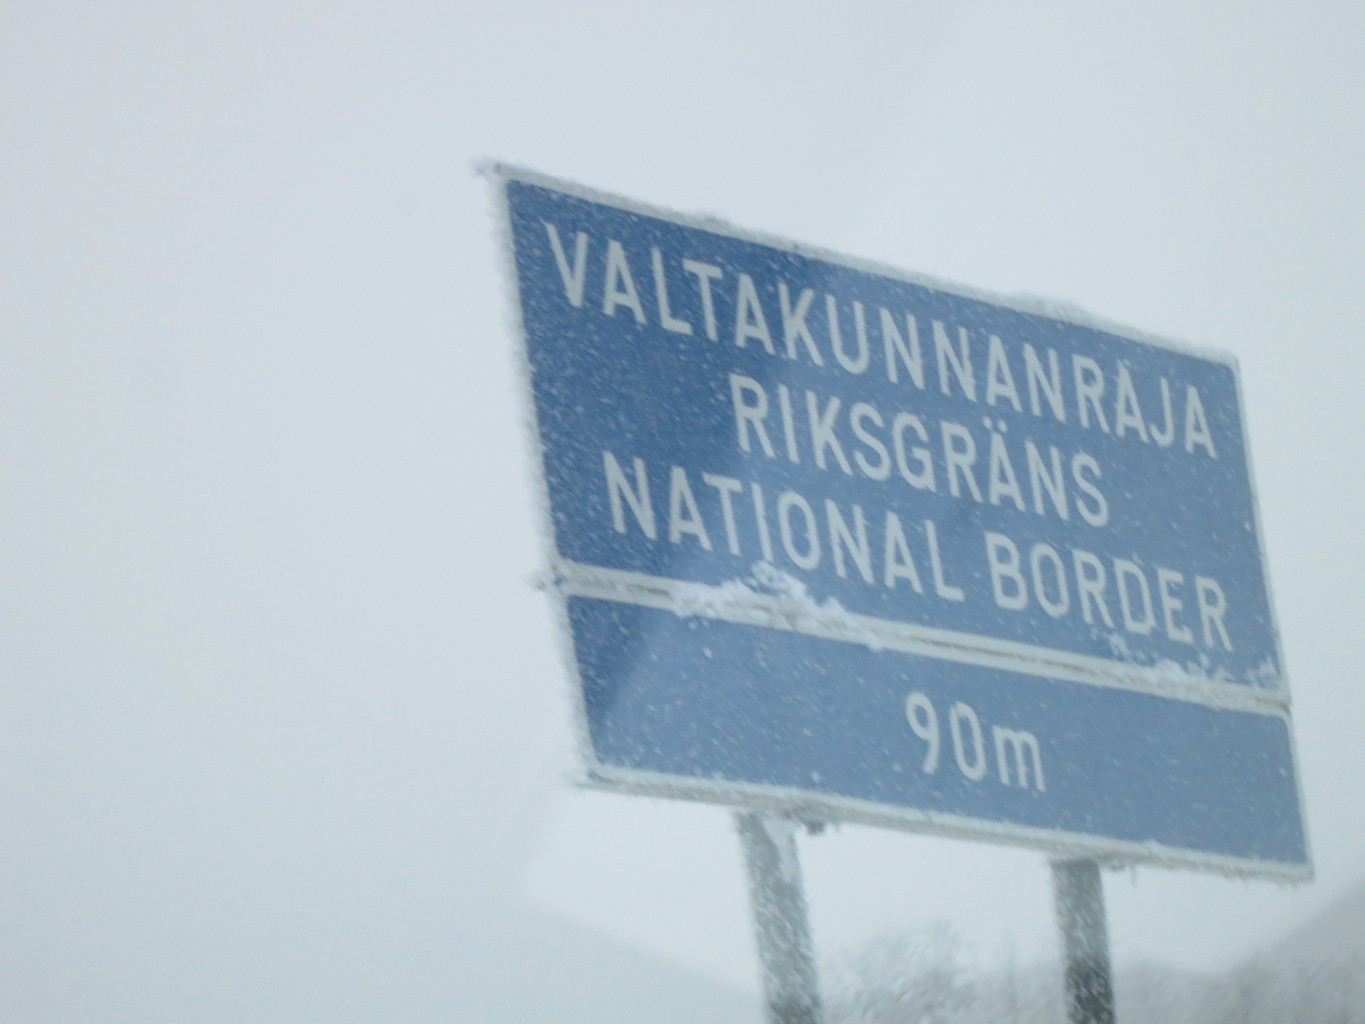 VALTAKUNNANRAJA
RIKSGRÄNS
NATIONAL BORDER
90m